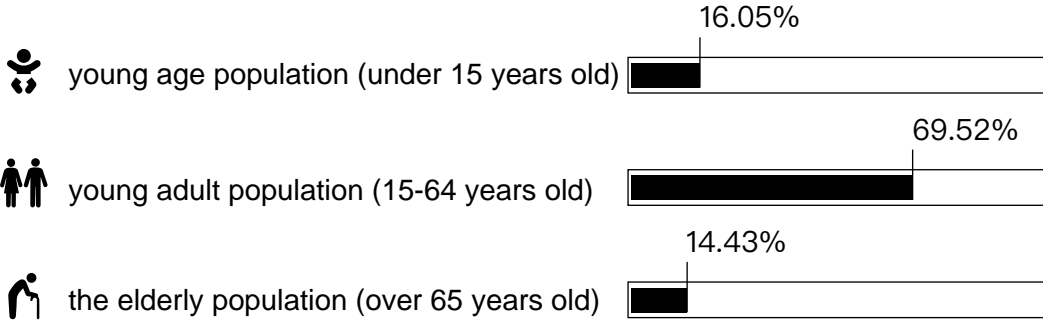 16.05%
young age population (under 15 years old)
69.52%
young adult population (15-64 years old)
14.43%
the elderly population (over 65 years old)